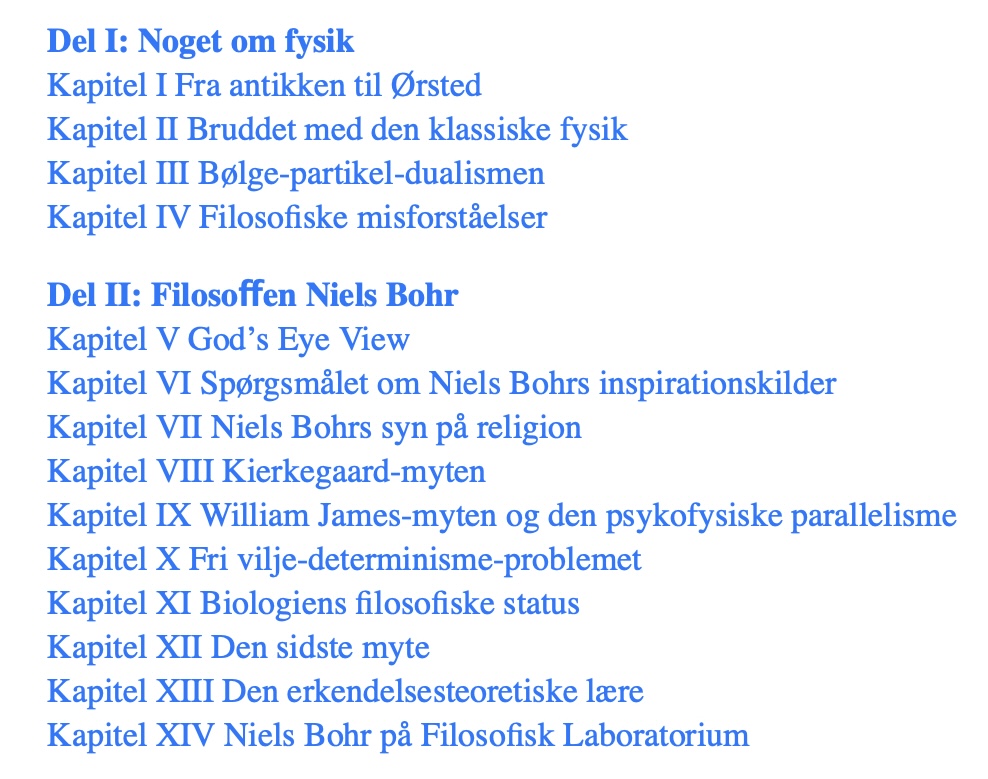 Del I: Noget om fysik
Kapitel I Fra antikken til Ørsted
Kapitel II Bruddet med den klassiske fysik
Kapitel III Bølge-partikel-dualismen
Kapitel IV Filosofiske misforståelser
Del II: Filosoffen Niels Bohr
Kapitel V God’s Eye View
Kapitel VI Spørgsmålet om Niels Bohrs inspirationskilder
Kapitel VII Niels Bohrs syn på religion
Kapitel VIII Kierkegaard-myten
Kapitel IX William James-myten og den psykofysiske parallelisme
Kapitel X Fri vilje-determinisme-problemet
Kapitel XI Biologiens filosofiske status
Kapitel XII Den sidste myte
Kapitel XIII Den erkendelsesteoretiske lære
Kapitel XIV Niels Bohr på Filosofisk Laboratorium